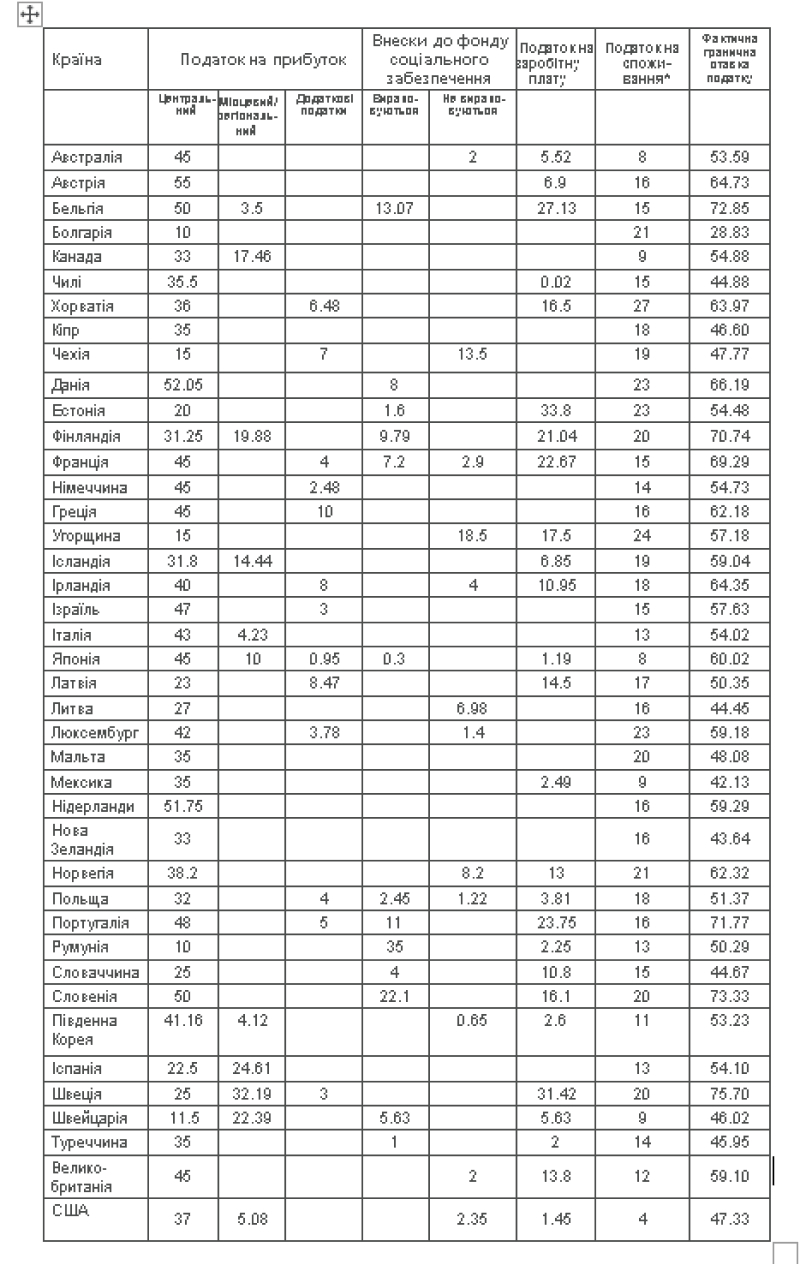 Країна Податок на прибуток Внески до фонду соціального забезпечення Податок на заробітну плату Податок на спожи-вання* Фактична гранична ставка податку
Централь-ний Місцевий/регіональ-ний Додаткові податки Вирахо-вуються Не вирахо-вуються
Австралія 45 2 5.52 8 53.59
Австрія 55 6.9 16 64.73
Бельгія 50 3.5 13.07 27.13 15 72.85
Болгарія 10 21 28.83
Канада 33 17.46 9 54.88
Чилі 35.5 0.02 15 44.88
Хорватія 36 6.48 16.5 27 63.97
Кіпр 35 18 46.60
Чехія 15 7 13.5 19 47.77
Данія 52.05 8 23 66.19
Естонія 20 1.6 33.8 23 54.48
Фінляндія 31.25 19.88 9.79 21.04 20 70.74
Франція 45 4 7.2 2.9 22.67 15 69.29
Німеччина 45 2.48 14 54.73
Греція 45 10 16 62.18
Угорщина 15 18.5 17.5 24 57.18
Ісландія 31.8 14.44 6.85 19 59.04
Ірландія 40 8 4 10.95 18 64.35
Ізраїль 47 3 15 57.63
Італія 43 4.23 13 54.02
Японія 45 10 0.95 0.3 1.19 8 60.02
Латвія 23 8.47 14.5 17 50.35
Литва 27 6.98 16 44.45
Люксембург 42 3.78 1.4 23 59.18
Мальта 35 20 48.08
Мексика 35 2.49 9 42.13
Нідерланди 51.75 16 59.29
Нова
Зеландія 33 16 43.64
Норвегія 38.2 8.2 13 21 62.32
Польща 32 4 2.45 1.22 3.81 18 51.37
Португалія 48 5 11 23.75 16 71.77
Румунія 10 35 2.25 13 50.29
Словаччина 25 4 10.8 15 44.67
Словенія 50 22.1 16.1 20 73.33
Південна 41.16 4.12 0.65 2.6 11 53.23
Корея
Іспанія 22.5 24.61 13 54.10
Швеція 25 32.19 3 31.42 20 75.70
Швейцарія 11.5 22.39 5.63 5.63 9 46.02
Туреччина 35 1 2 14 45.95
Велико-
британія 45 2 13.8 12 59.10
США 37 5.08 2.35 1.45 4 47.33